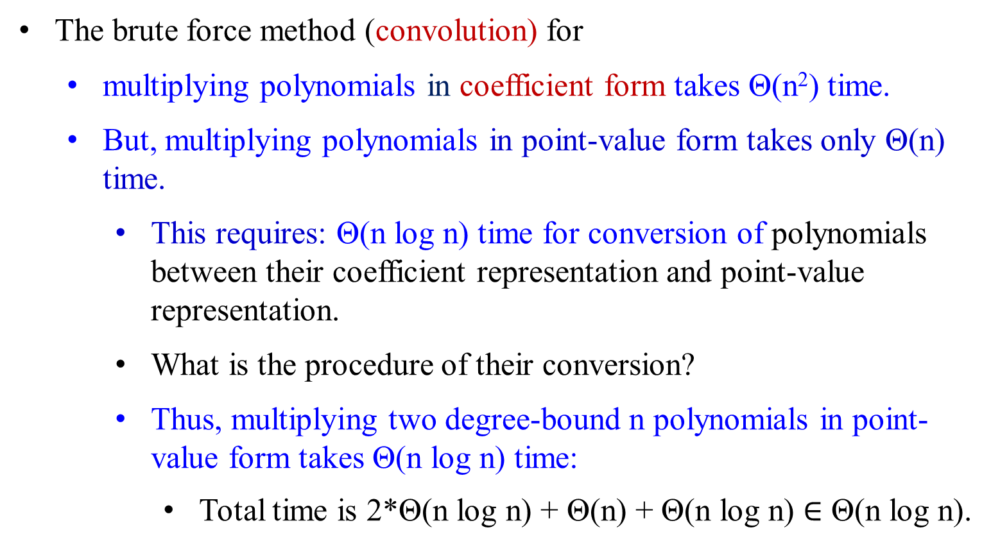 • The brute force method (convolution) for
• multiplying polynomials in coefficient form takes Θ(n²) time.
• But, multiplying polynomials in point-value form takes only Θ(n)
time.
• This requires: Θ(n log n) time for conversion of polynomials
between their coefficient representation and point-value
representation.
• What is the procedure of their conversion?
• Thus, multiplying two degree-bound n polynomials in point-
value form takes Θ(n log n) time:
• Total time is 2*Θ(n log n) + Θ(n) + Θ(n log n) ∈ Θ(n log n).